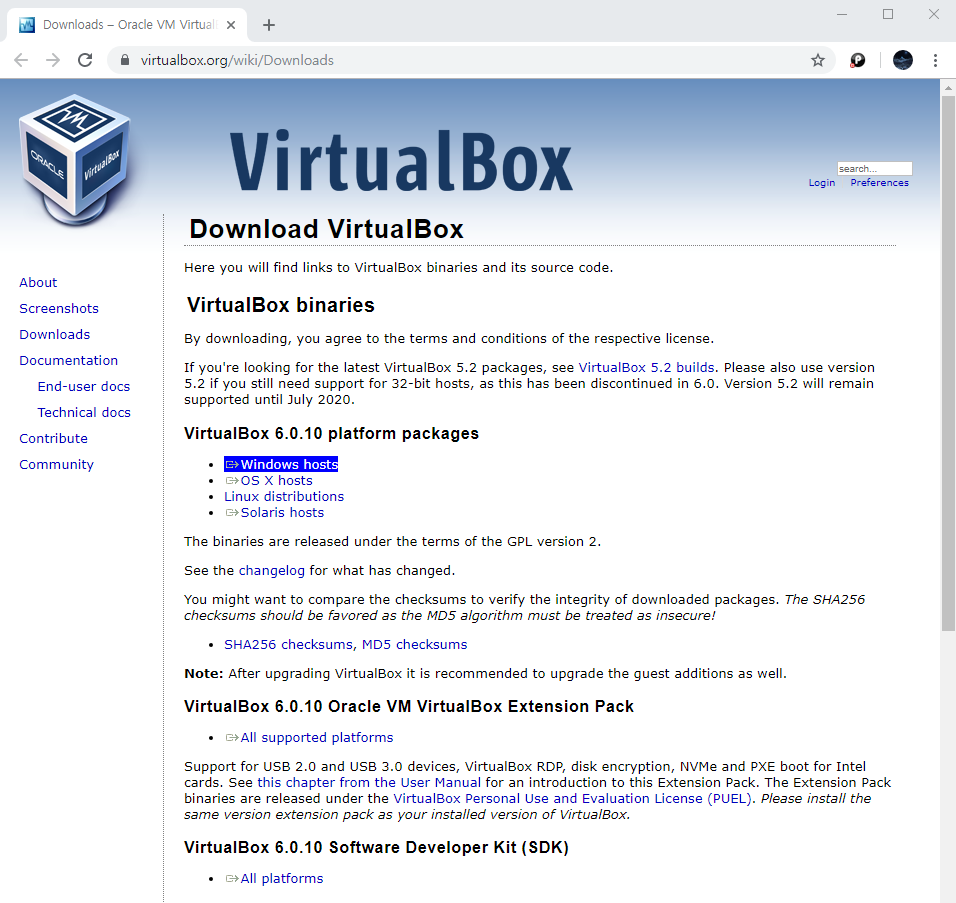 Downloads – Oracle VM Virtual
virtualbox.org/wiki/Downloads
ORACLE
VirtualBox
VirtualBox
search...
Login Preferences
About
Screenshots
Downloads
Documentation
End-user docs
Technical docs
Contribute
Community
Download VirtualBox
Here you will find links to VirtualBox binaries and its source code.
VirtualBox binaries
By downloading, you agree to the terms and conditions of the respective license.
If you're looking for the latest VirtualBox 5.2 packages, see VirtualBox 5.2 builds. Please also use version
5.2 if you still need support for 32-bit hosts, as this has been discontinued in 6.0. Version 5.2 will remain
supported until July 2020.
VirtualBox 6.0.10 platform packages
Windows hosts
OS X hosts
Linux distributions
Solaris hosts
The binaries are released under the terms of the GPL version 2.
See the changelog for what has changed.
You might want to compare the checksums to verify the integrity of downloaded packages. The SHA256
checksums should be favored as the MD5 algorithm must be treated as insecure!
SHA256 checksums, MD5 checksums
Note: After upgrading VirtualBox it is recommended to upgrade the guest additions as well.
VirtualBox 6.0.10 Oracle VM VirtualBox Extension Pack
All supported platforms
Support for USB 2.0 and USB 3.0 devices, VirtualBox RDP, disk encryption, NVMe and PXE boot for Intel
cards. See this chapter from the User Manual for an introduction to this Extension Pack. The Extension Pack
binaries are released under the VirtualBox Personal Use and Evaluation License (PUEL). Please install the
same version extension pack as your installed version of VirtualBox.
VirtualBox 6.0.10 Software Developer Kit (SDK)
All platforms